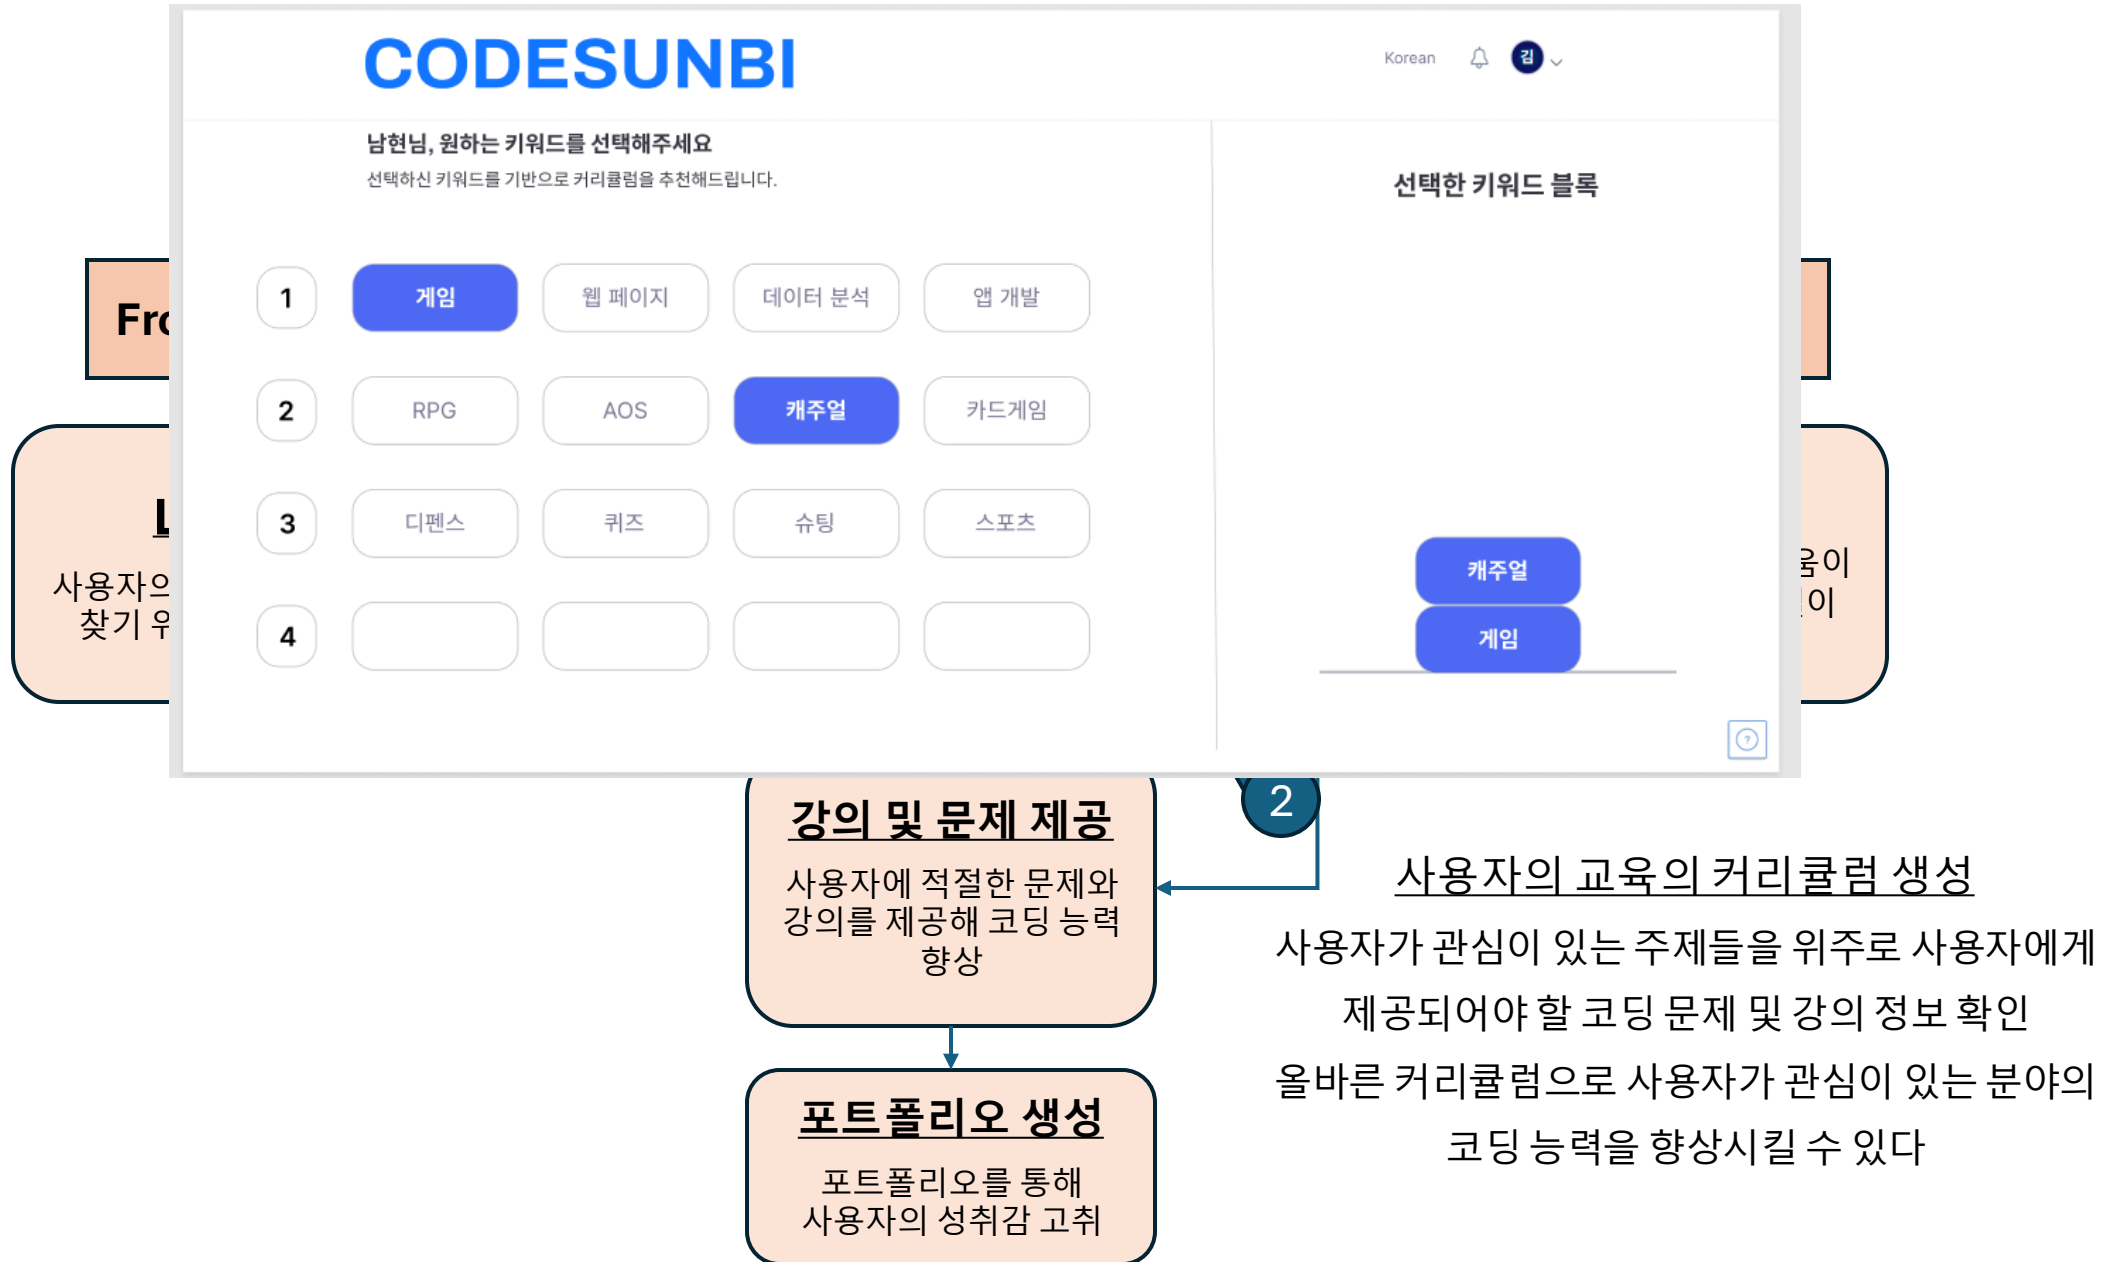 CODESUNBI
Korean
김
남현님, 원하는 키워드를 선택해주세요
선택하신 키워드를 기반으로 커리큘럼을 추천해드립니다.
선택한 키워드 블록
1
게임
웹 페이지
데이터 분석
앱 개발
2
RPG
AOS
캐주얼
카드게임
3
디펜스
퀴즈
슈팅
스포츠
4
캐주얼
게임
?
사용자의
찾기
2
강의 및 문제 제공
사용자에 적절한 문제와
강의를 제공해 코딩 능력
향상
포트폴리오 생성
포트폴리오를 통해
사용자의 성취감 고취
사용자의 교육의 커리큘럼 생성
사용자가 관심이 있는 주제들을 위주로 사용자에게
제공되어야 할 코딩 문제 및 강의 정보 확인
올바른 커리큘럼으로 사용자가 관심이 있는 분야의
코딩 능력을 향상시킬 수 있다